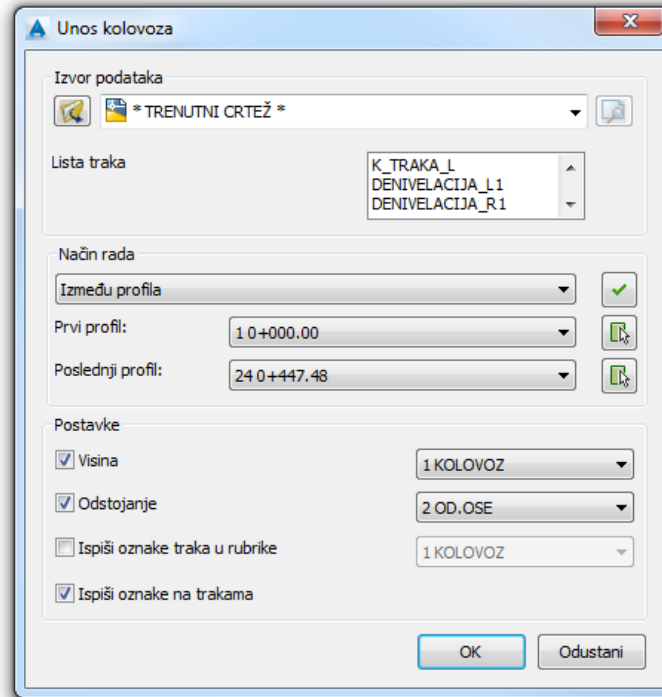 Unos kolovoza
Izvor podataka
* TRENUTNI CRTEŽ *
Lista traka
K_TRAKA_L
DENIVELACIJA_L1
DENIVELACIJA_R1
Način rada
Između profila
Prvi profil:
1 0+000.00
Poslednji profil:
24 0+447.48
Postavke
Visina
1 KOLOVOZ
Odstojanje
2 OD.OSE
Ispiši oznake traka u rubrike
1 KOLOVOZ
Ispiši oznake na trakama
OK
Odustani